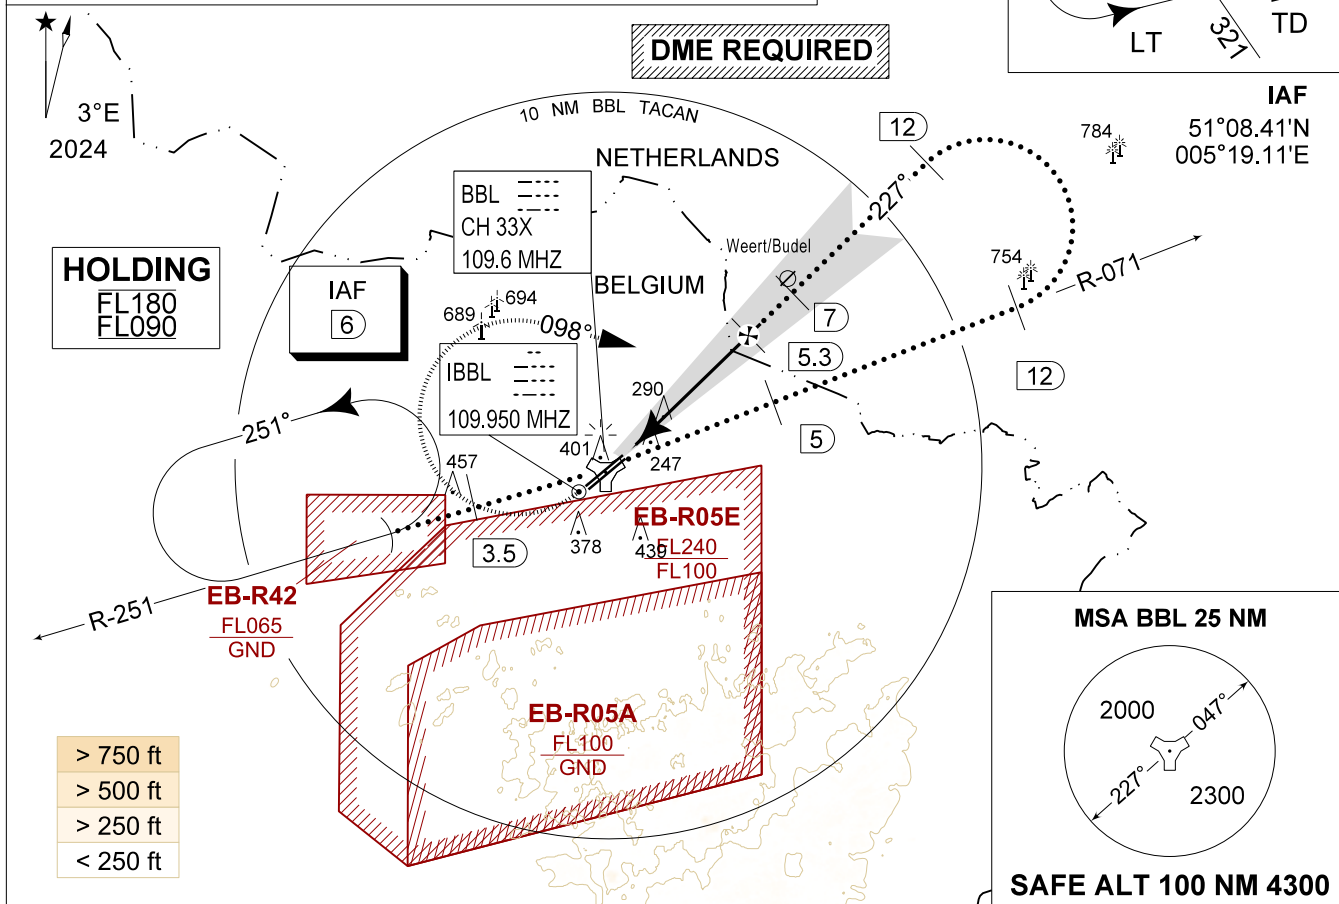 DME REQUIRED
LT
321
TD
3°E
2024
10 NM BBL TACAN
12
784
IAF
51°08.41'N
005°19.11'E
NETHERLANDS
BBL
CH 33X
109.6 MHZ
227°
Weert/Budel
754
R-071
HOLDING
FL180
FL090
IAF
6
BELGIUM
689
694
098°
7
5.3
IBBL
109.950 MHZ
290
12
251°
401
5
457
247
EB-R05E
FL240
FL100
378
439
3.5
EB-R42
FL065
GND
R-251
MSA BBL 25 NM
2000
047°
227°
2300
EB-R05A
FL100
GND
> 750 ft
> 500 ft
> 250 ft
< 250 ft
SAFE ALT 100 NM 4300